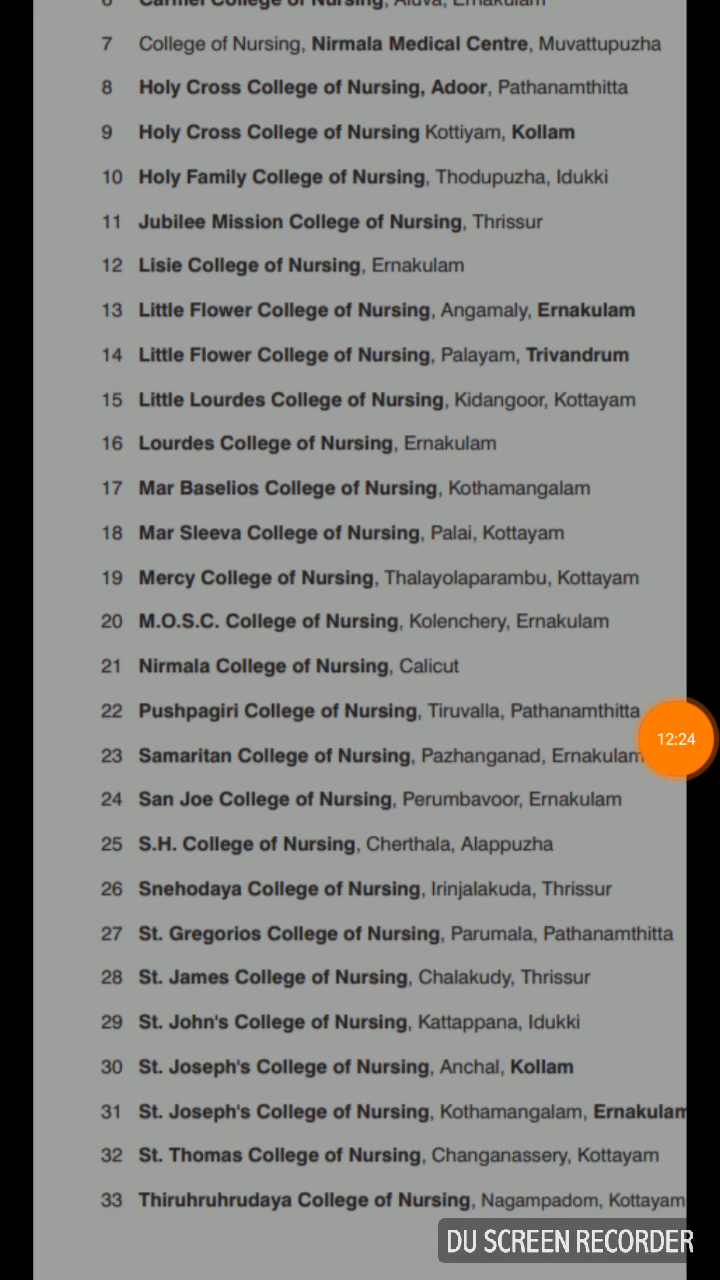 6 Carmel College of Nursing, Aluva, Ernakulam
7 College of Nursing, Nirmala Medical Centre, Muvattupuzha
8 Holy Cross College of Nursing, Adoor, Pathanamthitta
9 Holy Cross College of Nursing Kottiyam, Kollam
10 Holy Family College of Nursing, Thodupuzha, Idukki
11 Jubilee Mission College of Nursing, Thrissur
12 Lisie College of Nursing, Ernakulam
13 Little Flower College of Nursing, Angamaly, Ernakulam
14 Little Flower College of Nursing, Palayam, Trivandrum
15 Little Lourdes College of Nursing, Kidangoor, Kottayam
16 Lourdes College of Nursing, Ernakulam
17 Mar Baselios College of Nursing, Kothamangalam
18 Mar Sleeva College of Nursing, Palai, Kottayam
19 Mercy College of Nursing, Thalayolaparambu, Kottayam
20 M.O.S.C. College of Nursing, Kolenchery, Ernakulam
21 Nirmala College of Nursing, Calicut
22 Pushpagiri College of Nursing, Tiruvalla, Pathanamthitta
12:24
23 Samaritan College of Nursing, Pazhanganad, Ernakulam
24 San Joe College of Nursing, Perumbavoor, Ernakulam
25 S.H. College of Nursing, Cherthala, Alappuzha
26 Snehodaya College of Nursing, Irinjalakuda, Thrissur
27 St. Gregorios College of Nursing, Parumala, Pathanamthitta
28 St. James College of Nursing, Chalakudy, Thrissur
29 St. John's College of Nursing, Kattappana, Idukki
30 St. Joseph's College of Nursing, Anchal, Kollam
31 St. Joseph's College of Nursing, Kothamangalam, Ernakulam
32 St. Thomas College of Nursing, Changanassery, Kottayam
33 Thiruhruhrudaya College of Nursing, Nagampadom, Kottayam
DU SCREEN RECORDER